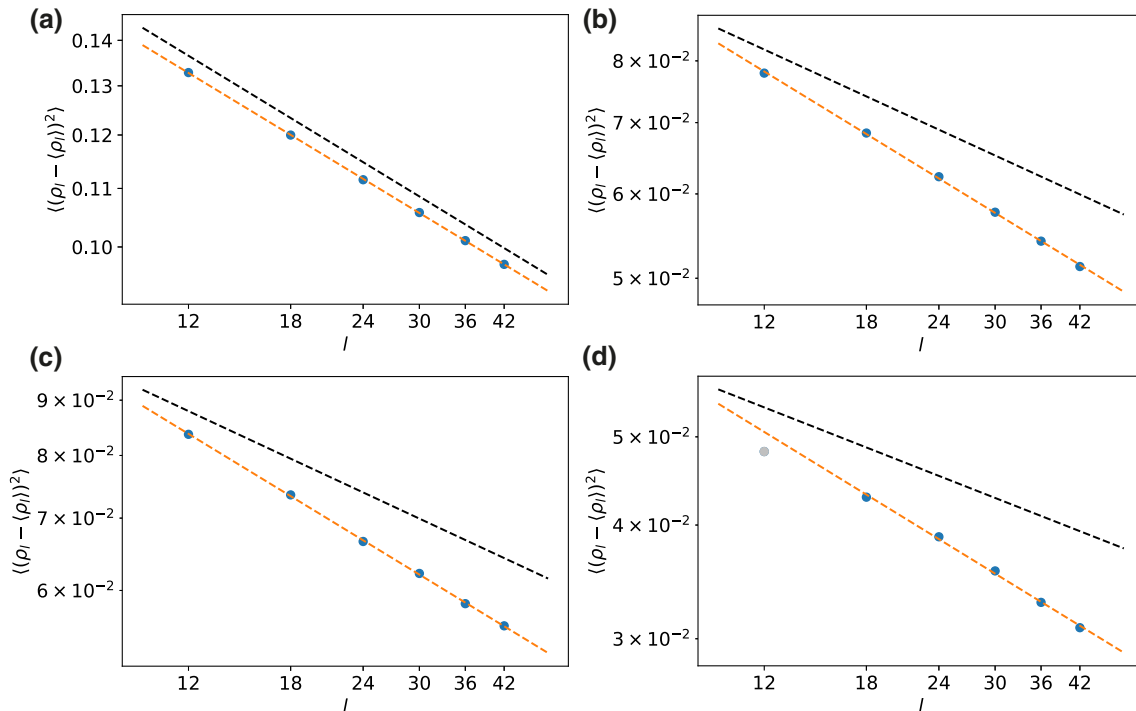 (a)
0.14
0.13
0.12
0.11
0.10
⟨(ρ_l − ⟨ρ_l⟩)²⟩
12 18 24 30 36 42
l
(b)
8 × 10⁻²
7 × 10⁻²
6 × 10⁻²
5 × 10⁻²
⟨(ρ_l − ⟨ρ_l⟩)²⟩
12 18 24 30 36 42
l
(c)
9 × 10⁻²
8 × 10⁻²
7 × 10⁻²
6 × 10⁻²
⟨(ρ_l − ⟨ρ_l⟩)²⟩
12 18 24 30 36 42
l
(d)
5 × 10⁻²
4 × 10⁻²
3 × 10⁻²
⟨(ρ_l − ⟨ρ_l⟩)²⟩
12 18 24 30 36 42
l